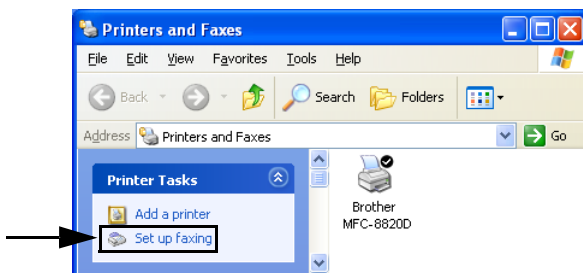 Printers and Faxes
File Edit View Favorites Tools Help
Back Search Folders
Address Printers and Faxes Go
Printer Tasks
Add a printer
Set up faxing
Brother
MFC-8820D